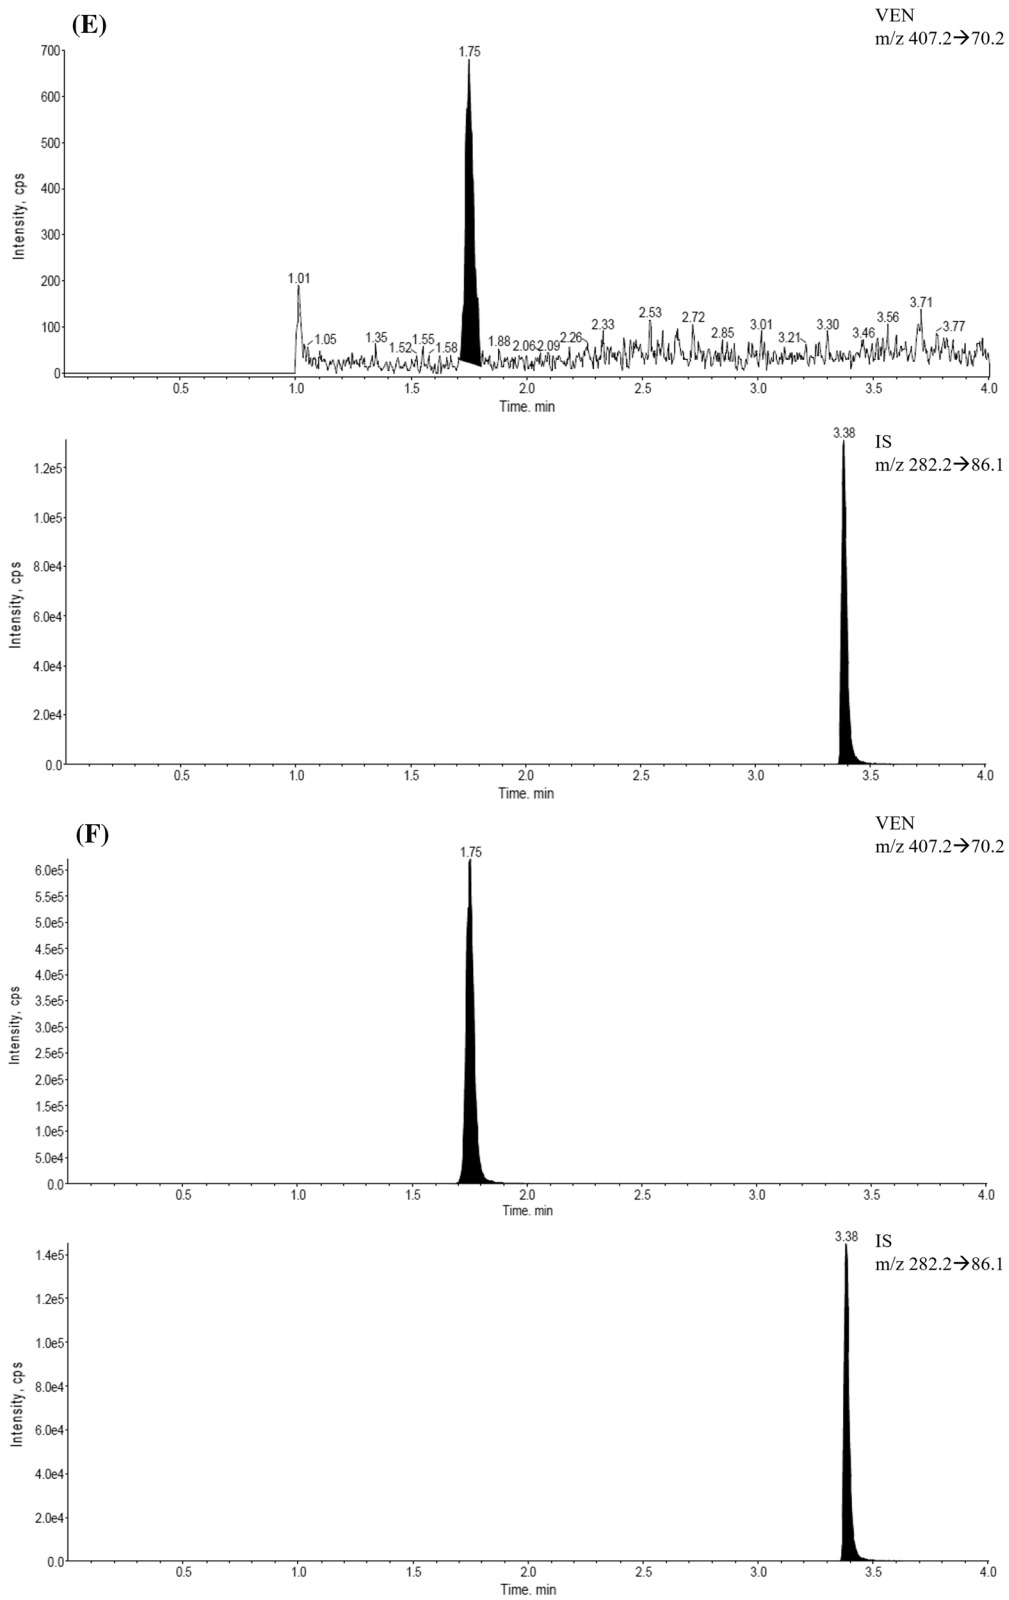 (E)
VEN
m/z 407.2→70.2
700
600
500
400
300
200
100
0
Intensity, cps
1.75
1.01
1.05
1.35
1.52
1.55
1.58
1.88
2.06
2.09
2.26
2.33
2.53
2.72
2.85
3.01
3.21
3.30
3.46
3.56
3.71
3.77
0.5 1.0 1.5 2.0 2.5 3.0 3.5 4.0
Time. min
IS
m/z 282.2→86.1
3.38
1.2e5
1.0e5
8.0e4
6.0e4
4.0e4
2.0e4
0.0
Intensity, cps
0.5 1.0 1.5 2.0 2.5 3.0 3.5 4.0
Time. min
(F)
VEN
m/z 407.2→70.2
1.75
6.0e5
5.5e5
5.0e5
4.5e5
4.0e5
3.5e5
3.0e5
2.5e5
2.0e5
1.5e5
1.0e5
5.0e4
0.0
Intensity, cps
0.5 1.0 1.5 2.0 2.5 3.0 3.5 4.0
Time. min
IS
m/z 282.2→86.1
3.38
1.4e5
1.2e5
1.0e5
8.0e4
6.0e4
4.0e4
2.0e4
0.0
Intensity, cps
0.5 1.0 1.5 2.0 2.5 3.0 3.5 4.0
Time. min